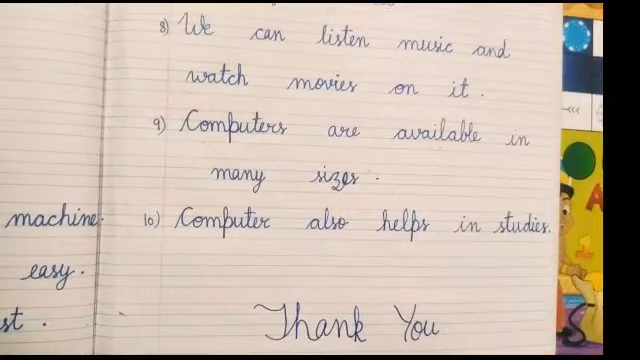 8) We can listen music and
watch movies on it.
9) Computers are available in
many sizes.
machine.
10) Computer also helps in studies.
easy.
st.
Thank You